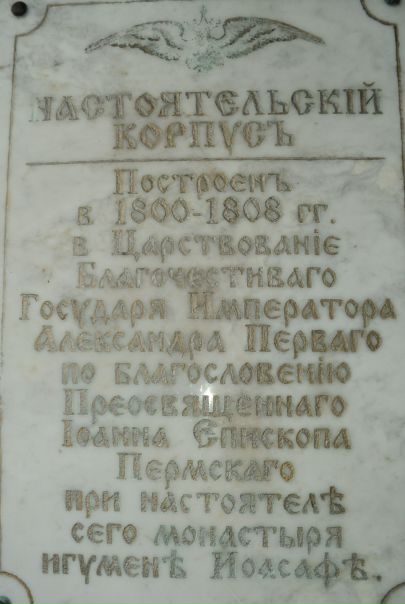 НАСТОЯТЕЛЬСКІЙ
КОРПУСЪ
ПОСТРОЕНЪ
В 1800-1808 ГГ.
В ЦАРСТВОВАНІЕ
БЛАГОЧЕСТИВАГО
ГОСУДАРЯ ИМПЕРАТОРА
АЛЕКСАНДРА ПЕРВАГО
ПО БЛАГОСЛОВЕНІЮ
ПРЕОСВЯЩЕННАГО
ІОАННА ЕПИСКОПА
ПЕРМСКАГО
ПРИ НАСТОЯТЕЛѢ
СЕГО МОНАСТЫРЯ
ИГУМЕНѢ ИОАСАФѢ.